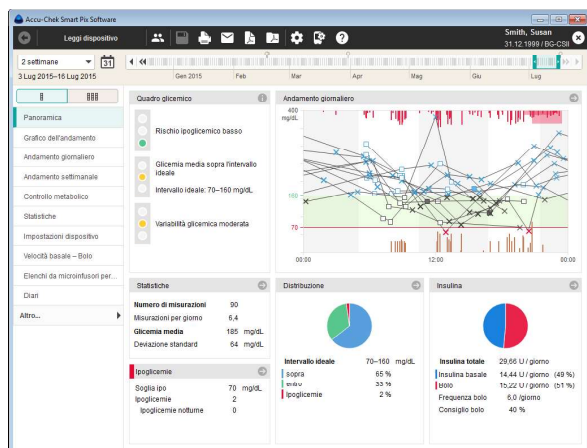 Accu-Chek Smart Pix Software
Leggi dispositivo
Smith, Susan
31.12.1999 / BG-CSII
2 settimane
31
3 Lug 2015–16 Lug 2015
Gen 2015 Feb Mar Apr Mag Giu Lug
Panoramica
Grafico dell'andamento
Andamento giornaliero
Andamento settimanale
Controllo metabolico
Statistiche
Impostazioni dispositivo
Velocità basale – Bolo
Elenchi da microinfusori per...
Diari
Altro...
Quadro glicemico
Rischio ipoglicemico basso
Glicemia media sopra l'intervallo
ideale
Intervallo ideale: 70–160 mg/dL
Variabilità glicemica moderata
Andamento giornaliero
400
mg/dL
160
70
00:00 12:00 00:00
Statistiche
Numero di misurazioni 90
Misurazioni per giorno 6,4
Glicemia media 185 mg/dL
Deviazione standard 64 mg/dL
Ipoglicemie
Soglia ipo 70 mg/dL
Ipoglicemie 2
Ipoglicemie notturne 0
Distribuzione
Intervallo ideale 70–160 mg/dL
sopra 65 %
entro 33 %
Ipoglicemie 2 %
Insulina
Insulina totale 29,66 U / giorno
Insulina basale 14,44 U / giorno (49 %)
Bolo 15,22 U / giorno (51 %)
Frequenza bolo 6,0 /giorno
Consiglio bolo 40 %